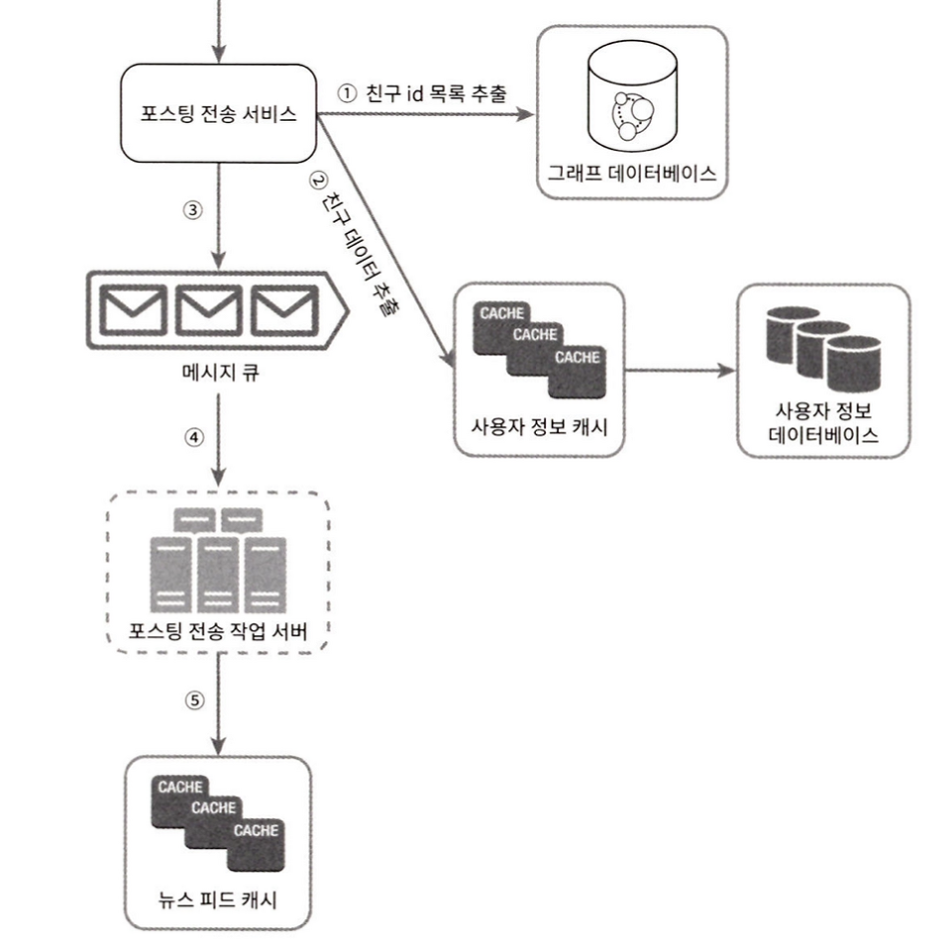 포스팅 전송 서비스
① 친구 id 목록 추출
그래프 데이터베이스
② 친구 데이터 추출
③
메시지 큐
CACHE
CACHE
CACHE
사용자 정보 캐시
사용자 정보
데이터베이스
④
포스팅 전송 작업 서버
⑤
CACHE
CACHE
CACHE
뉴스 피드 캐시